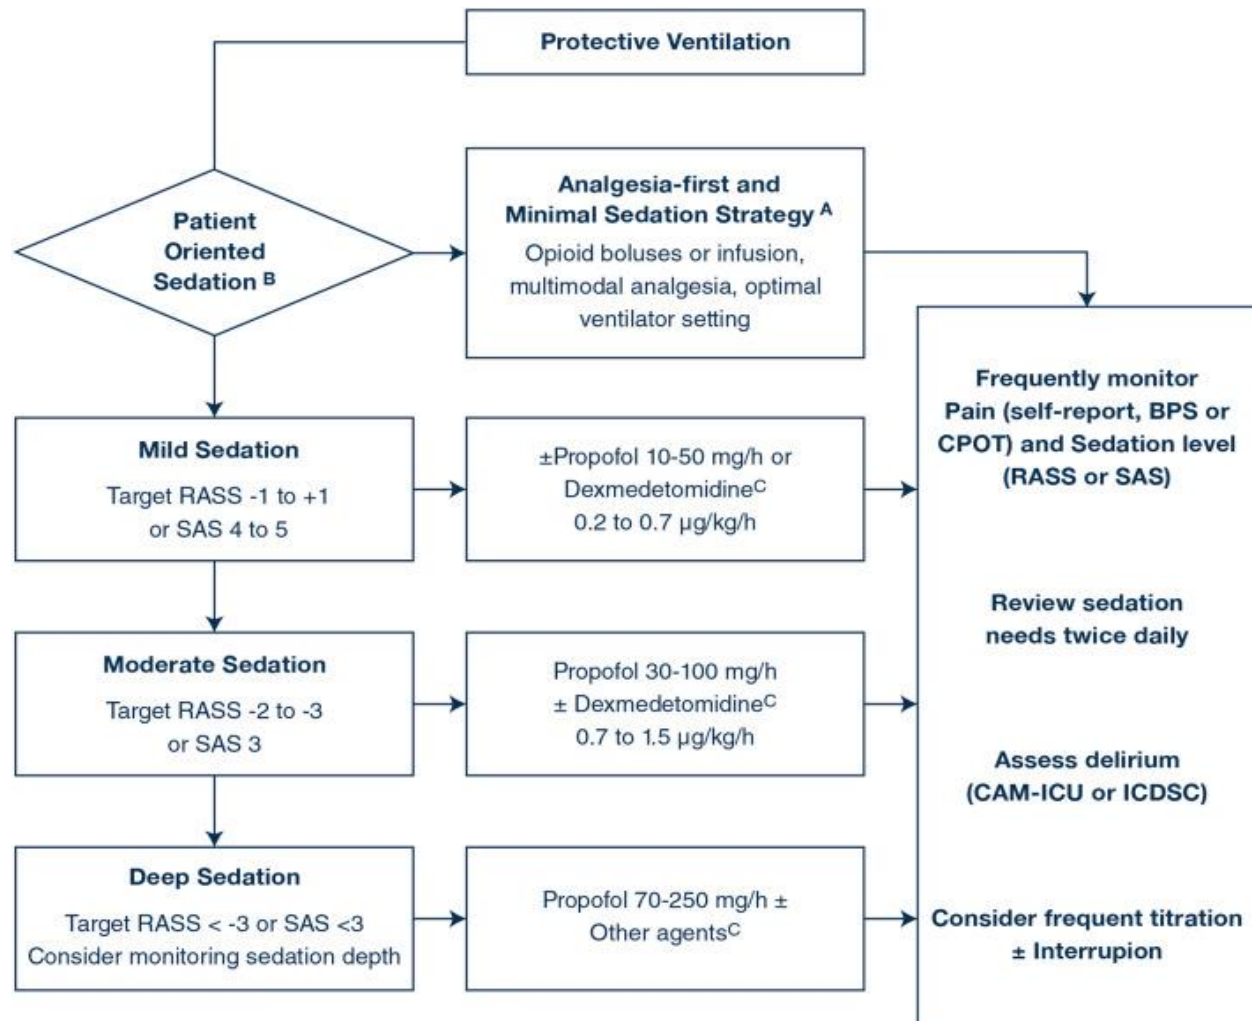 Protective Ventilation
Patient
Oriented
Sedation B
Analgesia-first and
Minimal Sedation Strategy A
Opioid boluses or infusion,
multimodal analgesia, optimal
ventilator setting
Mild Sedation
Target RASS -1 to +1
or SAS 4 to 5
±Propofol 10-50 mg/h or
DexmedetomidineC
0.2 to 0.7 µg/kg/h
Moderate Sedation
Target RASS -2 to -3
or SAS 3
Propofol 30-100 mg/h
± DexmedetomidineC
0.7 to 1.5 µg/kg/h
Deep Sedation
Target RASS < -3 or SAS <3
Consider monitoring sedation depth
Propofol 70-250 mg/h ±
Other agentsC
Frequently monitor
Pain (self-report, BPS or
CPOT) and Sedation level
(RASS or SAS)
Review sedation
needs twice daily
Assess delirium
(CAM-ICU or ICDSC)
Consider frequent titration
± Interrupion